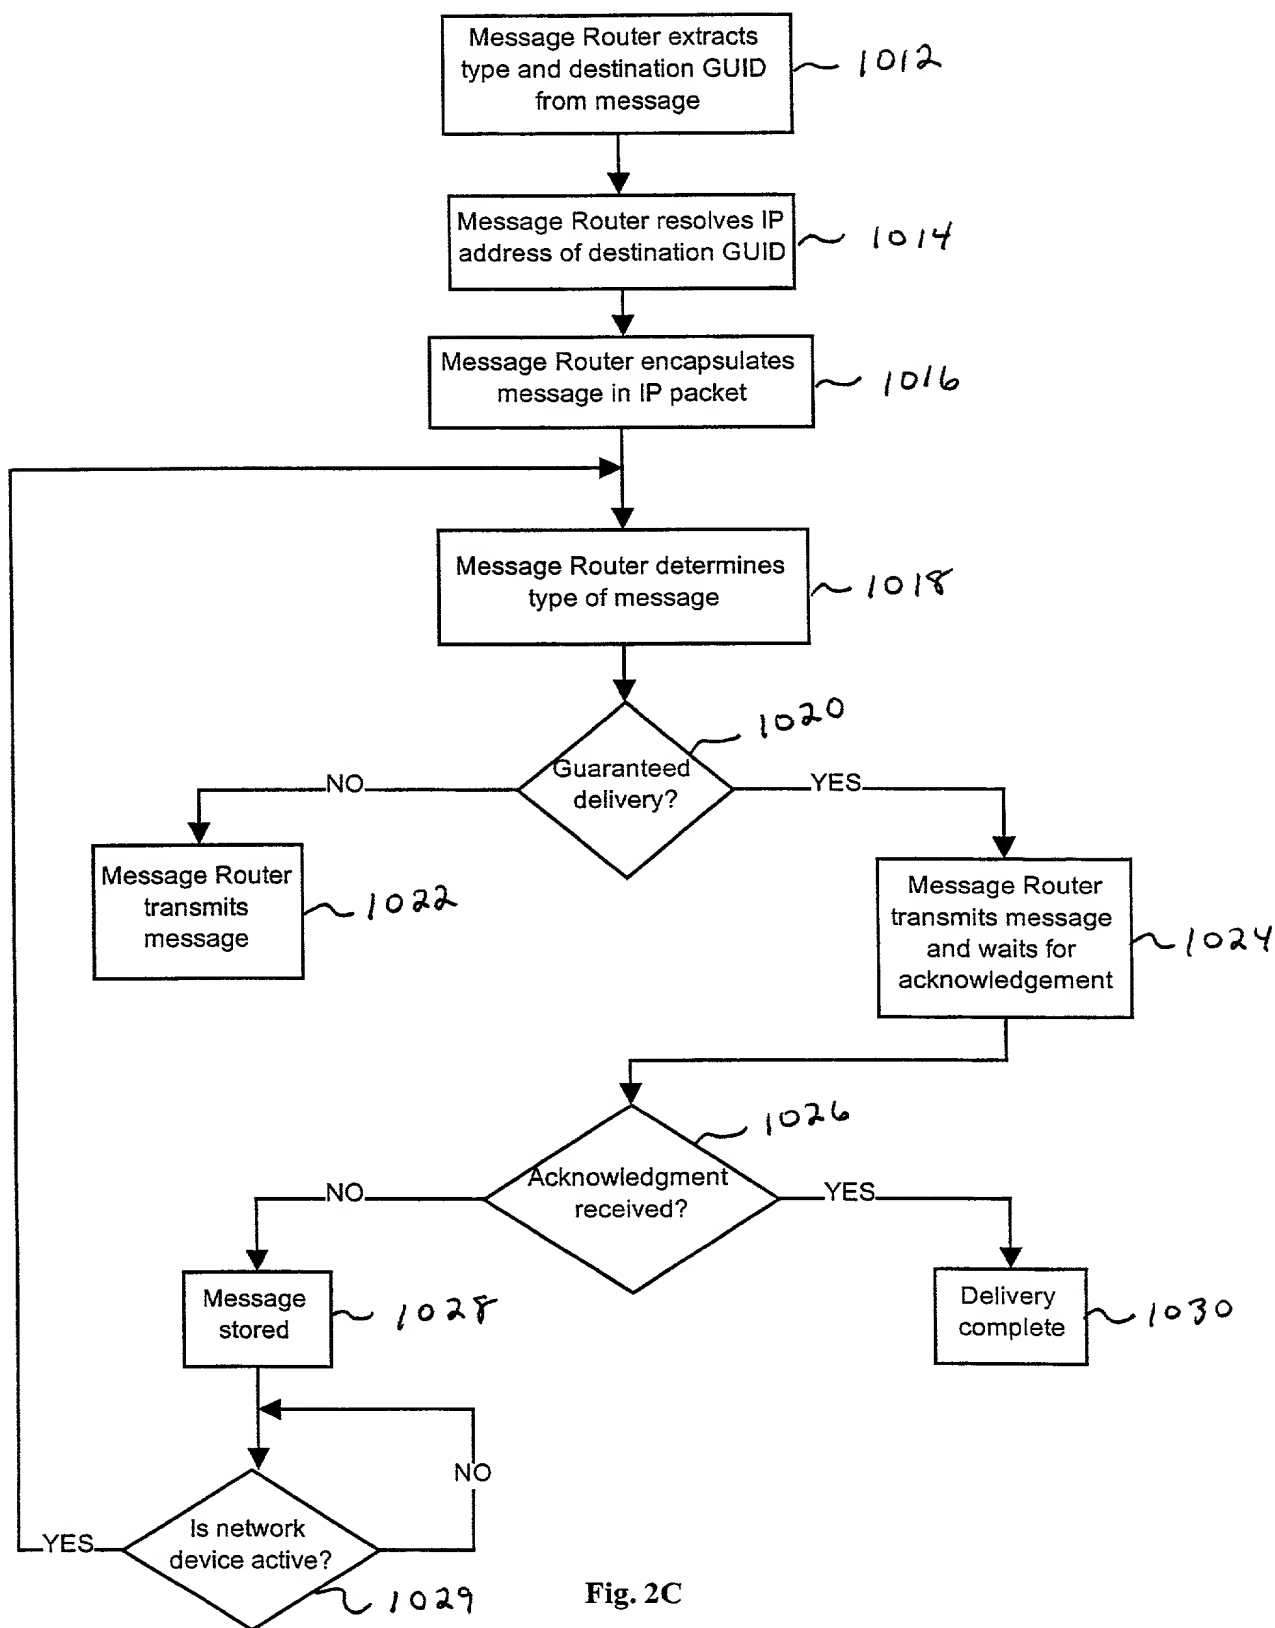 Message Router extracts
type and destination GUID
from message
1012
Message Router resolves IP
address of destination GUID
1014
Message Router encapsulates
message in IP packet
1016
Message Router determines
type of message
1018
1020
Guaranteed
delivery?
NO
YES
Message Router
transmits
message
1022
Message Router
transmits message
and waits for
acknowledgement
1024
1026
Acknowledgment
received?
NO
YES
Message
stored
1028
Delivery
complete
1030
NO
YES
Is network
device active?
1029
Fig. 2C